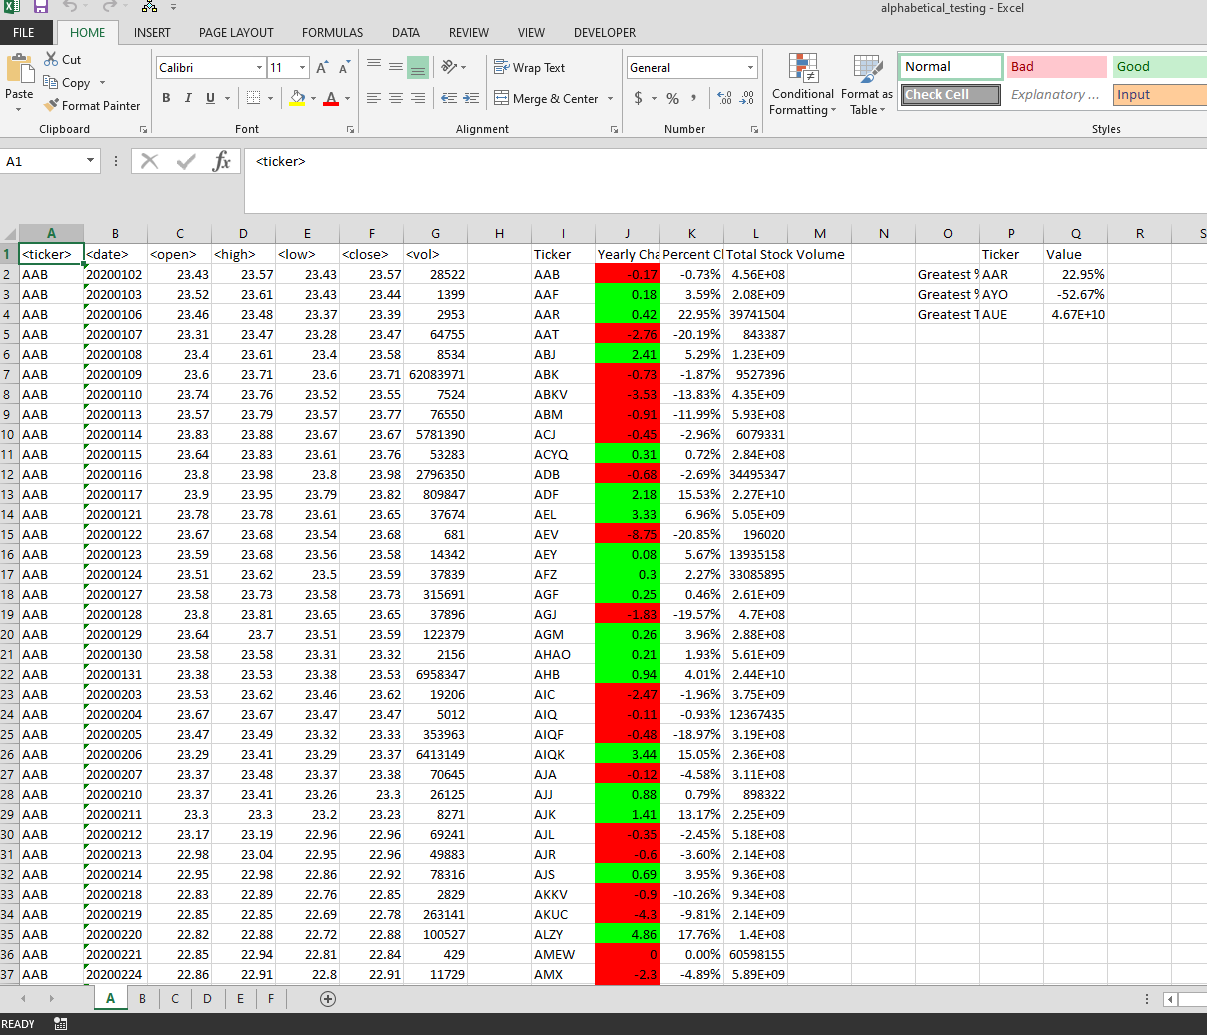 alphabetical_testing - Excel
FILE HOME INSERT PAGE LAYOUT FORMULAS DATA REVIEW VIEW DEVELOPER
Paste
Cut
Copy
Format Painter
Clipboard
Calibri 11
B I U
Font
Wrap Text
Merge & Center
Alignment
General
$ % ,
Number
Conditional Formatting
Format as Table
Normal Bad Good
Check Cell Explanatory ... Input
Styles
A1 fx <ticker>
A B C D E F G H I J K L M N O P Q R S
1 <ticker> <date> <open> <high> <low> <close> <vol> Ticker Yearly Cha Percent Cl Total Stock Volume Ticker Value
2 AAB 20200102 23.43 23.57 23.43 23.57 28522 AAB -0.17 -0.73% 4.56E+08 Greatest % AAR 22.95%
3 AAB 20200103 23.52 23.61 23.43 23.44 1399 AAF 0.18 3.59% 2.08E+09 Greatest % AYO -52.67%
4 AAB 20200106 23.46 23.48 23.37 23.39 2953 AAR 0.42 22.95% 39741504 Greatest T AUE 4.67E+10
5 AAB 20200107 23.31 23.47 23.28 23.47 64755 AAT -2.76 -20.19% 843387
6 AAB 20200108 23.4 23.61 23.4 23.58 8534 ABJ 2.41 5.29% 1.23E+09
7 AAB 20200109 23.6 23.71 23.6 23.71 62083971 ABK -0.73 -1.87% 9527396
8 AAB 20200110 23.74 23.76 23.52 23.55 7524 ABKV -3.53 -13.83% 4.35E+09
9 AAB 20200113 23.57 23.79 23.57 23.77 76550 ABM -0.91 -11.99% 5.93E+08
10 AAB 20200114 23.83 23.88 23.67 23.67 5781390 ACJ -0.45 -2.96% 6079331
11 AAB 20200115 23.64 23.83 23.61 23.76 53283 ACYQ 0.31 0.72% 2.84E+08
12 AAB 20200116 23.8 23.98 23.8 23.98 2796350 ADB -0.68 -2.69% 34495347
13 AAB 20200117 23.9 23.95 23.79 23.82 809847 ADF 2.18 15.53% 2.27E+10
14 AAB 20200121 23.78 23.78 23.61 23.65 37674 AEL 3.33 6.96% 5.05E+09
15 AAB 20200122 23.67 23.68 23.54 23.68 681 AEV -8.75 -20.85% 196020
16 AAB 20200123 23.59 23.68 23.56 23.58 14342 AEY 0.08 5.67% 13935158
17 AAB 20200124 23.51 23.62 23.5 23.59 37839 AFZ 0.3 2.27% 33085895
18 AAB 20200127 23.58 23.73 23.58 23.73 315691 AGF 0.25 0.46% 2.61E+09
19 AAB 20200128 23.8 23.81 23.65 23.65 37896 AGJ -1.83 -19.57% 4.7E+08
20 AAB 20200129 23.64 23.7 23.51 23.59 122379 AGM 0.26 3.96% 2.88E+08
21 AAB 20200130 23.58 23.58 23.31 23.32 2156 AHAO 0.21 1.93% 5.61E+09
22 AAB 20200131 23.38 23.53 23.38 23.53 6958347 AHB 0.94 4.01% 2.44E+10
23 AAB 20200203 23.53 23.62 23.46 23.62 19206 AIC -2.47 -1.96% 3.75E+09
24 AAB 20200204 23.67 23.67 23.47 23.47 5012 AIQ -0.11 -0.93% 12367435
25 AAB 20200205 23.47 23.49 23.32 23.33 353963 AIQF -0.48 -18.97% 3.19E+08
26 AAB 20200206 23.29 23.41 23.29 23.37 6413149 AIQK 3.44 15.05% 2.36E+08
27 AAB 20200207 23.37 23.48 23.37 23.38 70645 AJA -0.12 -4.58% 3.11E+08
28 AAB 20200210 23.37 23.41 23.26 23.3 26125 AJJ 0.88 0.79% 898322
29 AAB 20200211 23.3 23.3 23.2 23.23 8271 AJK 1.41 13.17% 2.25E+09
30 AAB 20200212 23.17 23.19 22.96 22.96 69241 AJL -0.35 -2.45% 5.18E+08
31 AAB 20200213 22.98 23.04 22.95 22.96 49883 AJR -0.6 -3.60% 2.14E+08
32 AAB 20200214 22.95 22.98 22.86 22.92 78316 AJS 0.69 3.95% 9.36E+08
33 AAB 20200218 22.83 22.89 22.76 22.85 2829 AKKV -0.9 -10.26% 9.34E+08
34 AAB 20200219 22.85 22.85 22.69 22.78 263141 AKUC -4.3 -9.81% 2.14E+09
35 AAB 20200220 22.82 22.88 22.72 22.88 100527 ALZY 4.86 17.76% 1.4E+08
36 AAB 20200221 22.85 22.94 22.81 22.84 429 AMEW 0 0.00% 60598155
37 AAB 20200224 22.86 22.91 22.8 22.91 11729 AMX -2.3 -4.89% 5.89E+09
A B C D E F
READY